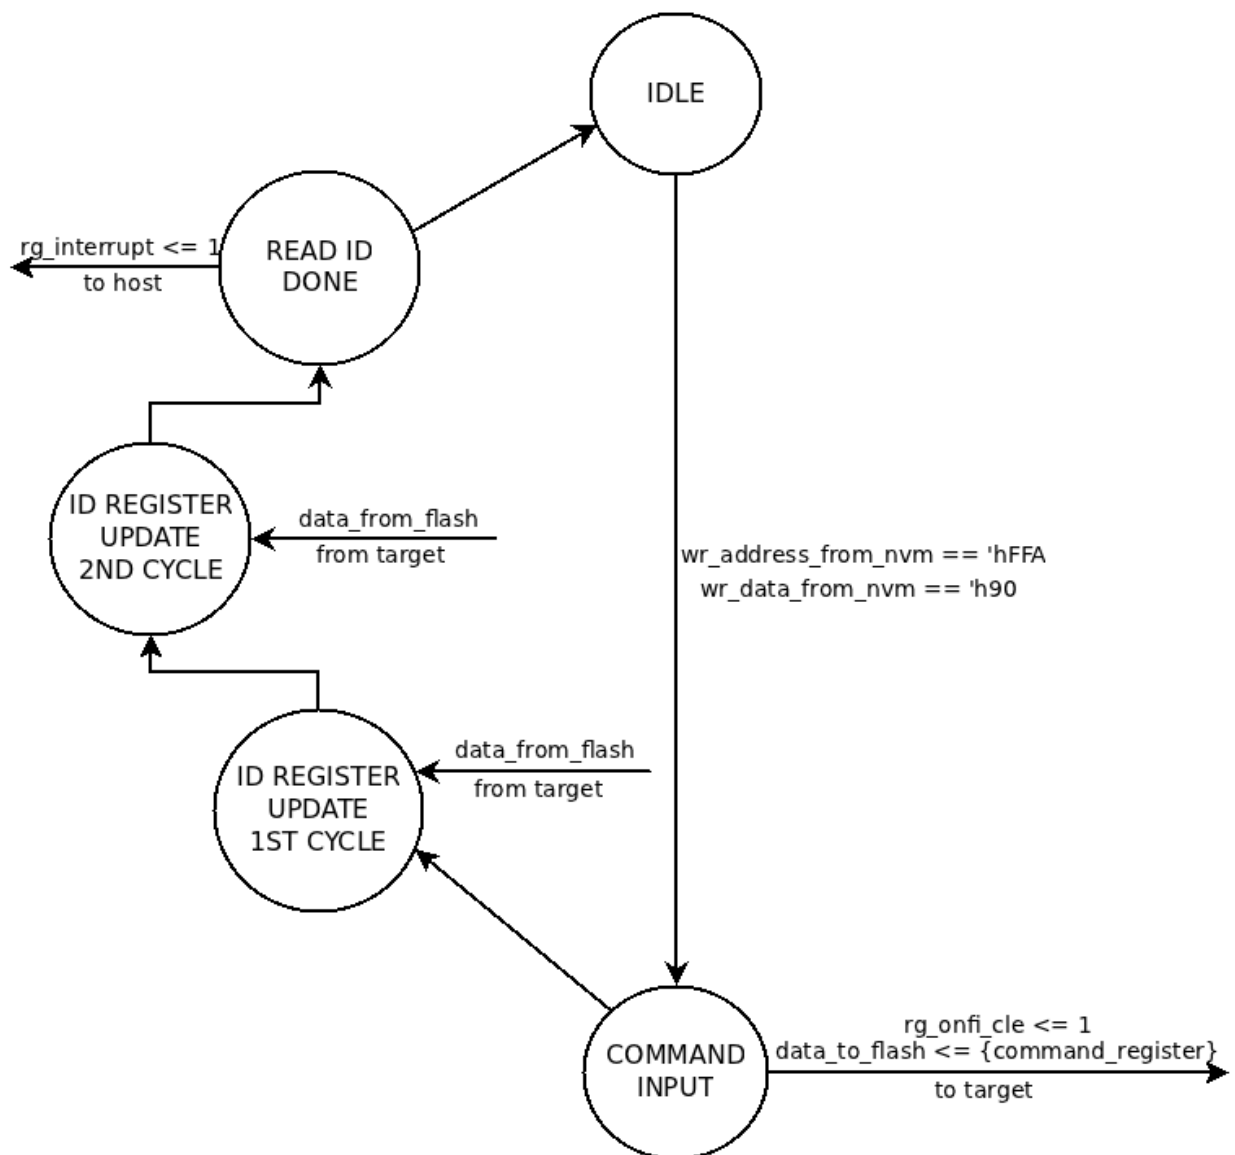 IDLE
READ ID
DONE
rg_interrupt <= 1
to host
ID REGISTER
UPDATE
2ND CYCLE
data_from_flash
from target
wr_address_from_nvm == 'hFFA
wr_data_from_nvm == 'h90
ID REGISTER
UPDATE
1ST CYCLE
data_from_flash
from target
COMMAND
INPUT
rg_onfi_cle <= 1
data_to_flash <= {command_register}
to target